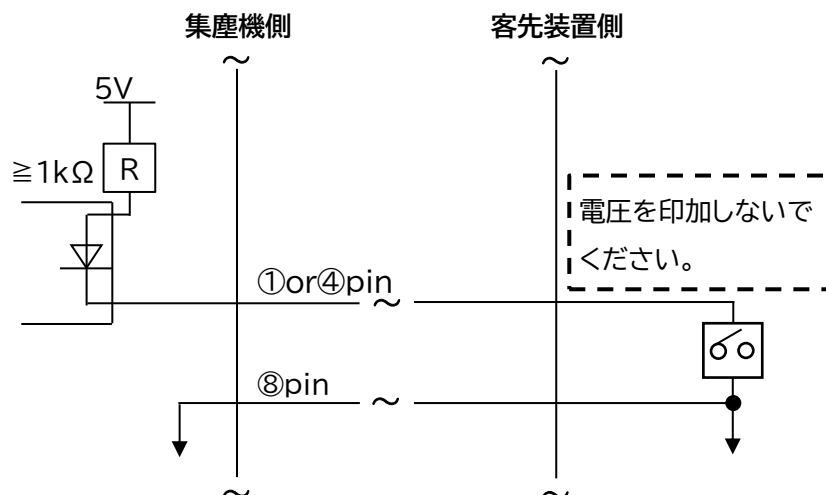 集塵機側
客先装置側
5V
≧1kΩ
R
電圧を印加しないで
ください。
①or④pin
⑧pin